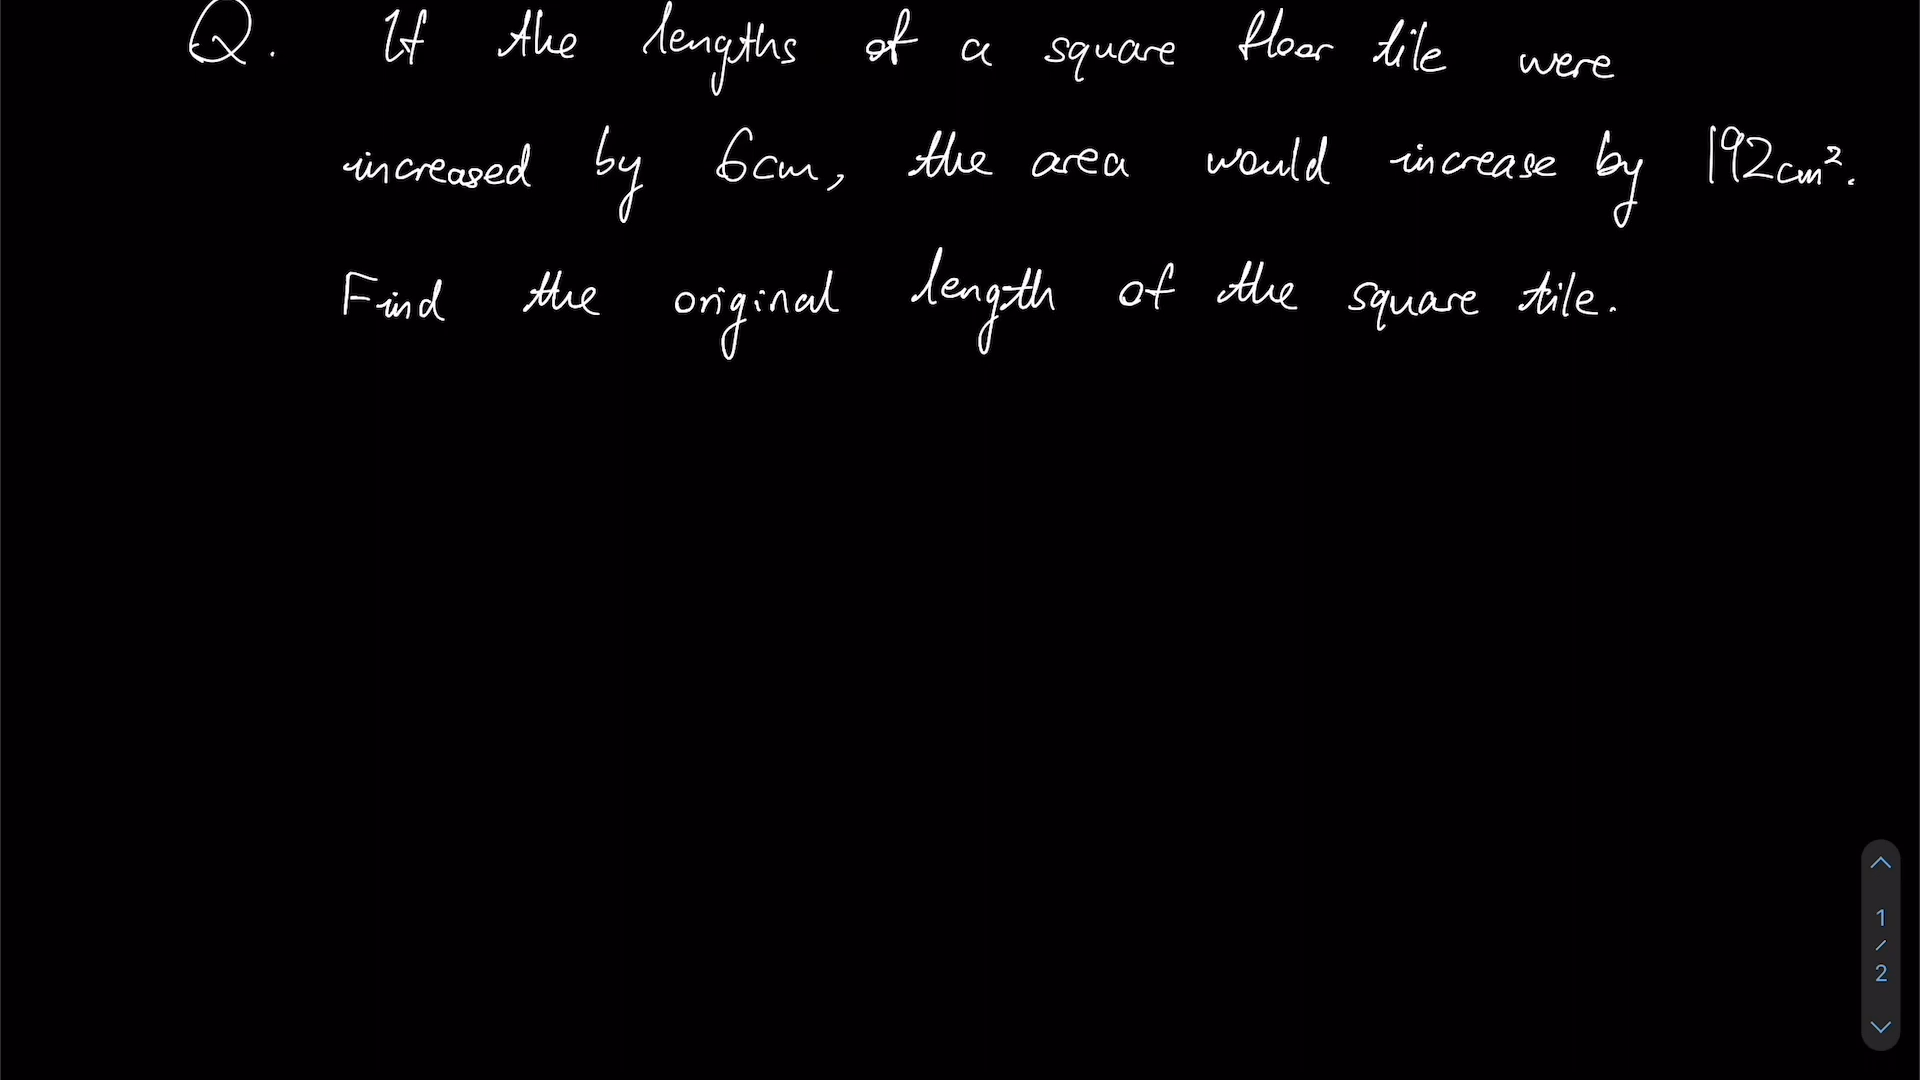 Q. If the lengths of a square floor tile were
increased by 6cm, the area would increase by 192cm².
Find the original length of the square tile.
1
/
2